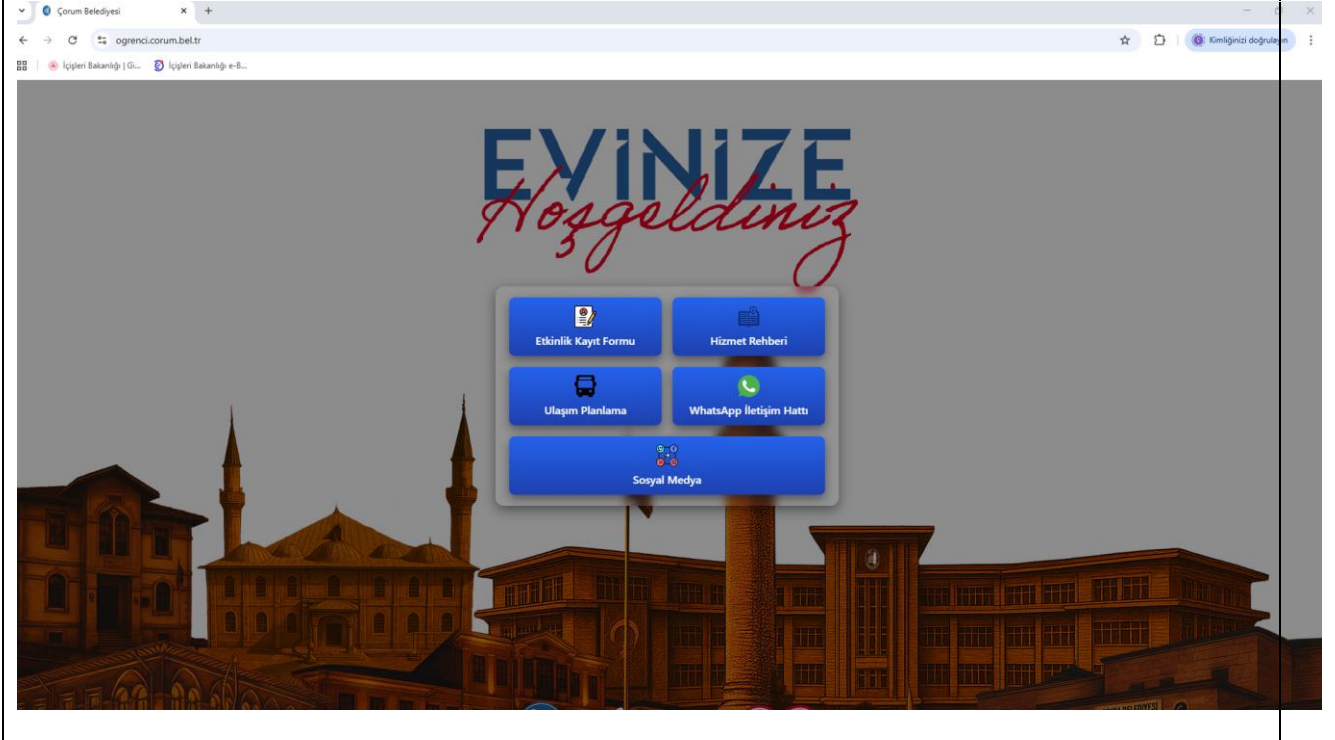 Çorum Belediyesi
ogrenci.corum.bel.tr
Kimliğinizi doğrulayın
İçişleri Bakanlığı | Gi...
İçişleri Bakanlığı e-B...
EVİNİZE
Hoşgeldiniz
Etkinlik Kayıt Formu
Hizmet Rehberi
Ulaşım Planlama
WhatsApp İletişim Hattı
Sosyal Medya